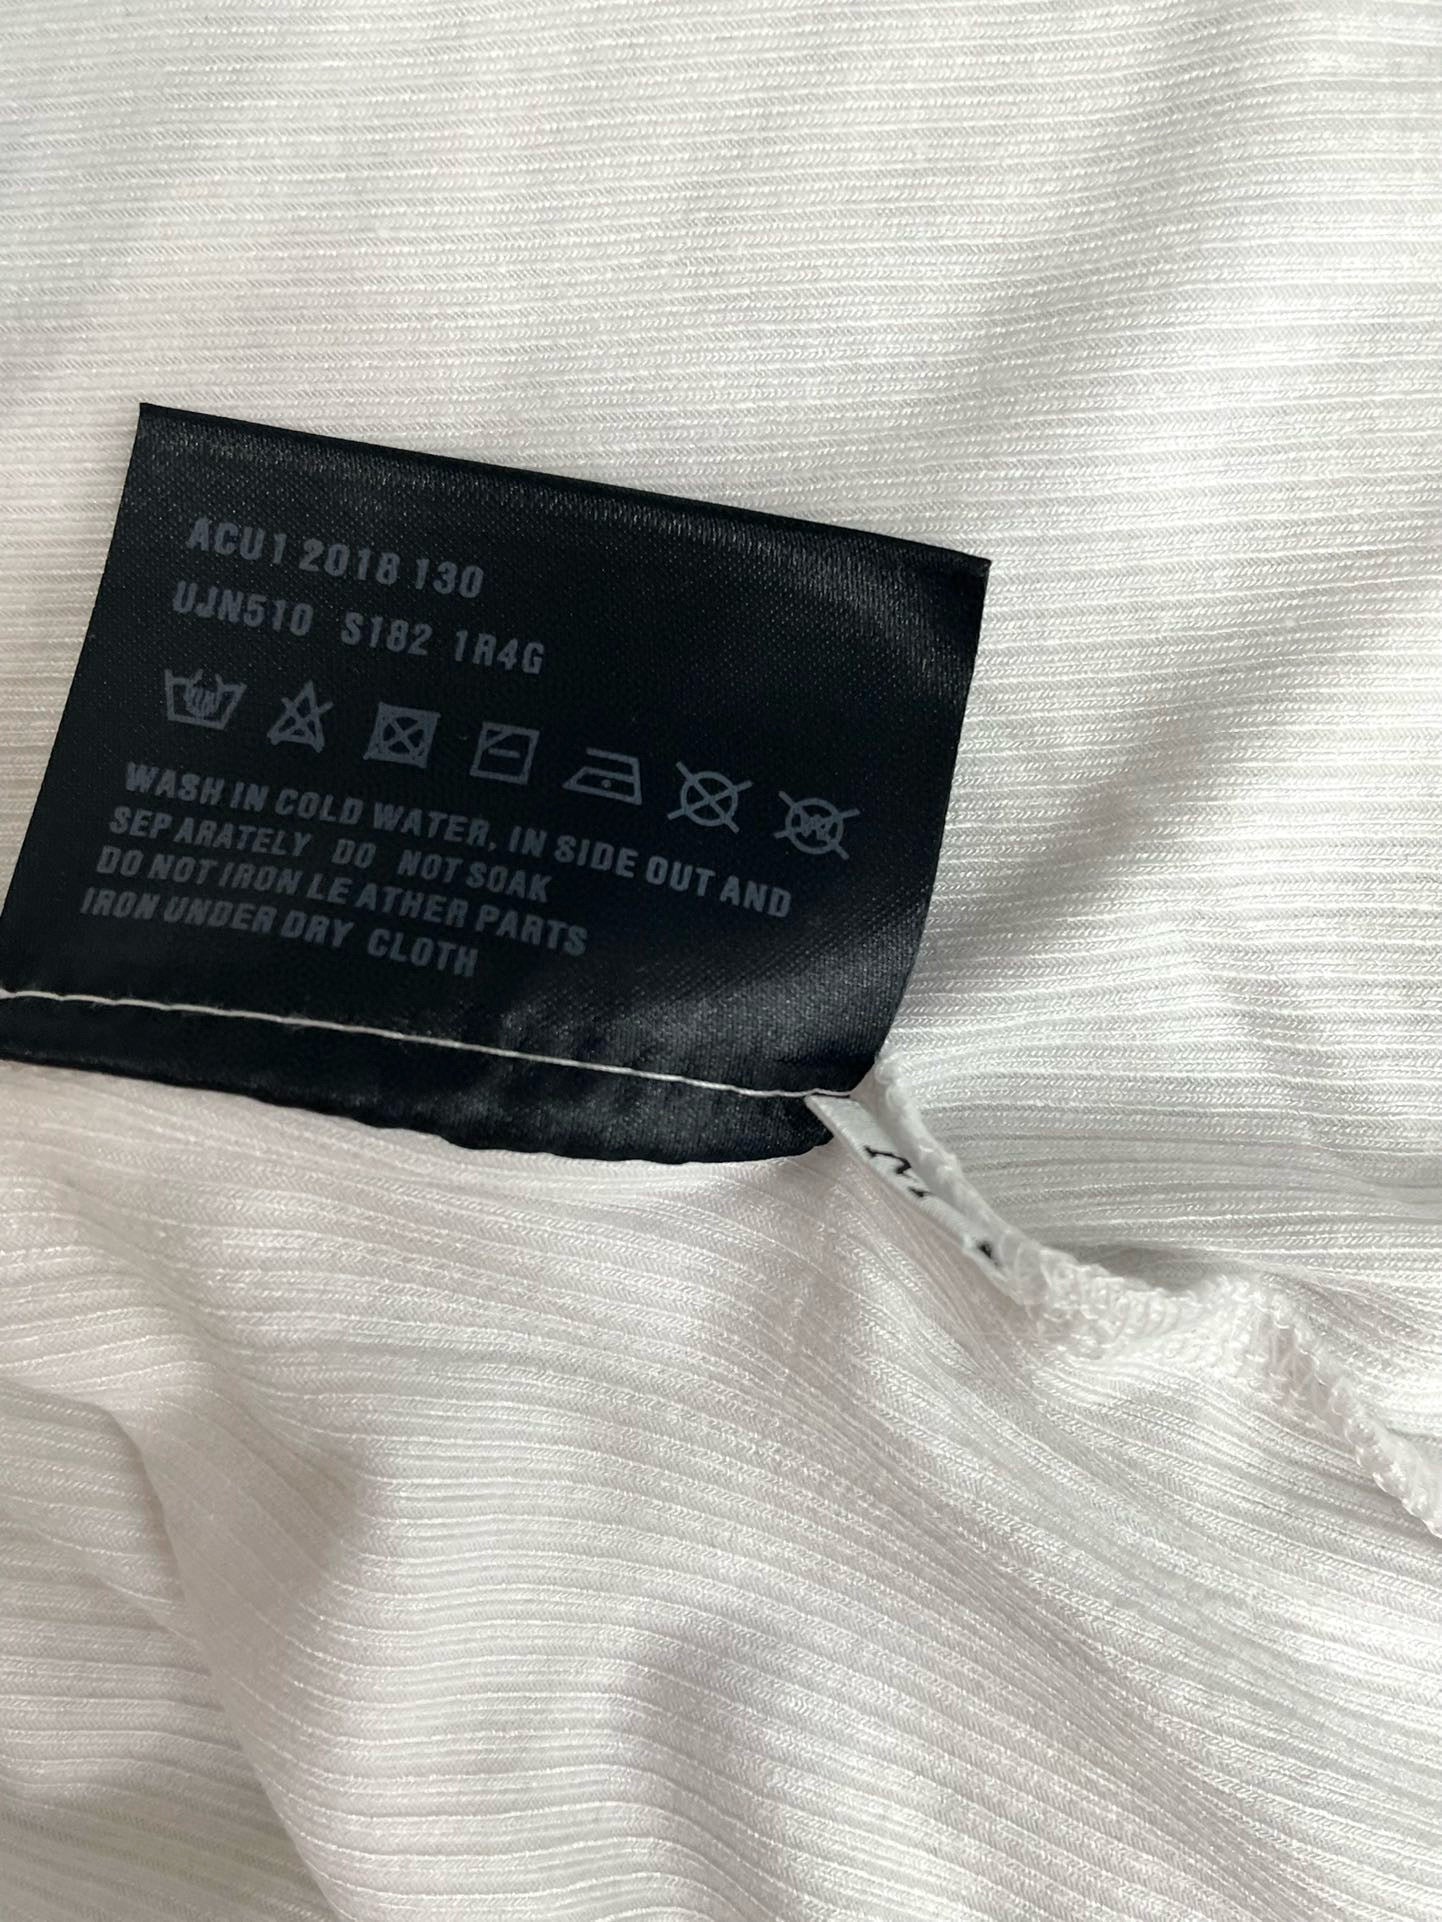 ACU1 2018 130
UJN510 S182 1R4G
WASH IN COLD WATER, IN SIDE OUT AND
SEP ARATELY DO NOT SOAK
DO NOT IRON LE ATHER PARTS
IRON UNDER DRY CLOTH
M